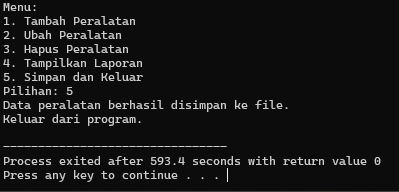 Menu:
1. Tambah Peralatan
2. Ubah Peralatan
3. Hapus Peralatan
4. Tampilkan Laporan
5. Simpan dan Keluar
Pilihan: 5
Data peralatan berhasil disimpan ke file.
Keluar dari program.
--------------------------------
Process exited after 593.4 seconds with return value 0
Press any key to continue . . .